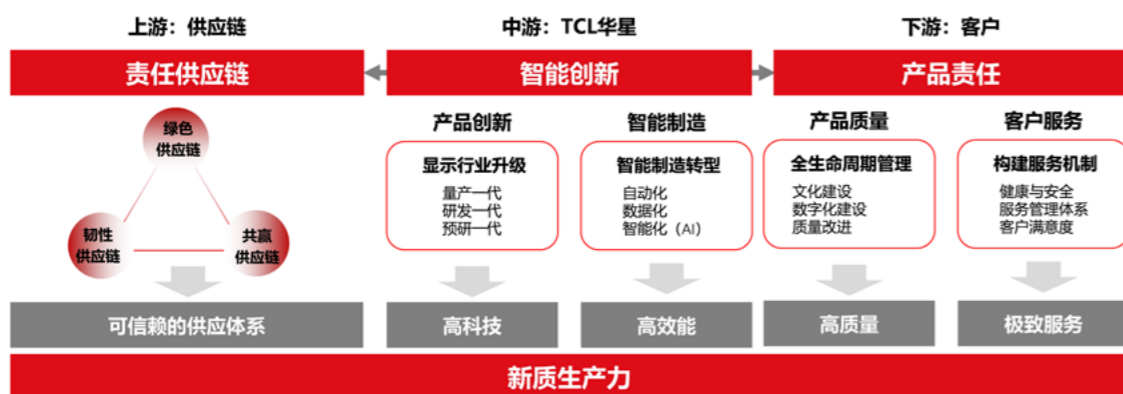 上游：供应链
中游：TCL华星
下游：客户
责任供应链
智能创新
产品责任
绿色
供应链
韧性
供应链
共赢
供应链
产品创新
显示行业升级
量产一代
研发一代
预研一代
智能制造
智能制造转型
自动化
数据化
智能化（AI）
产品质量
全生命周期管理
文化建设
数字化建设
质量改进
客户服务
构建服务机制
健康与安全
服务管理体系
客户满意度
可信赖的供应体系
高科技
高效能
高质量
极致服务
新质生产力